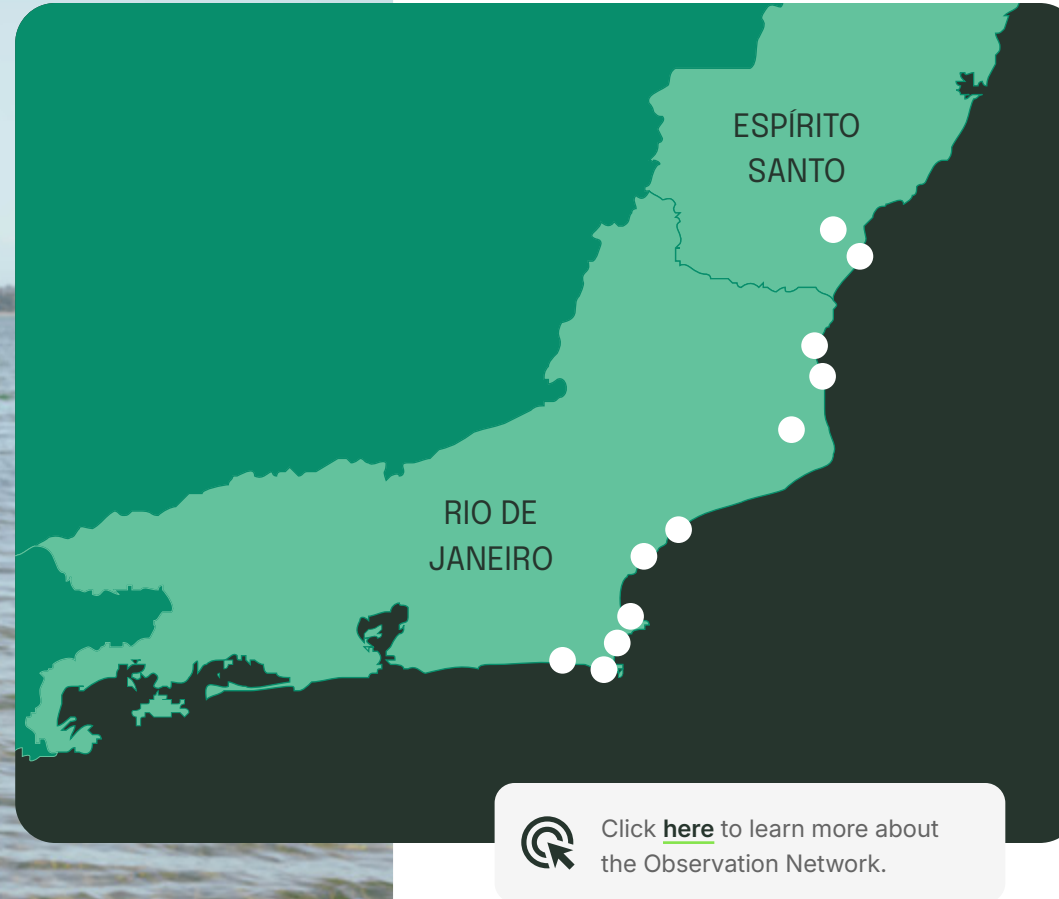 ESPÍRITO
SANTO
RIO DE
JANEIRO
Click here to learn more about
the Observation Network.